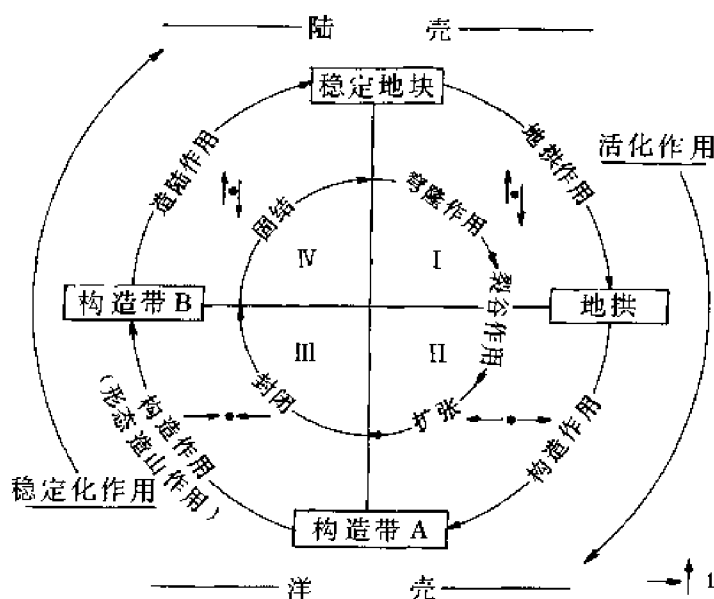 陆 壳
稳定地块
活化作用
造陆作用
地拱作用
固结
穹隆作用
Ⅳ
Ⅰ
构造带B
裂谷作用
地拱
Ⅲ
Ⅱ
封闭
扩张
构造作用
(形态造山作用)
构造作用
稳定化作用
构造带A
洋 壳
1